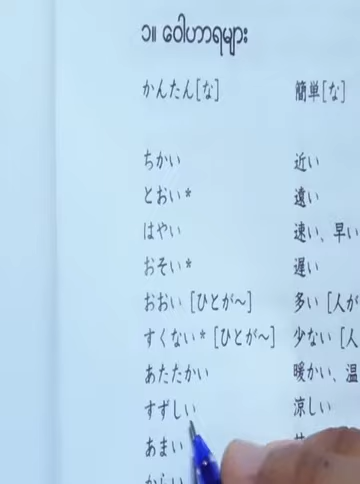 ၁။ ဝေါဟာရများ
かんたん[な] 簡単[な]
ちかい 近い
とおい* 遠い
はやい 速い、早い
おそい* 遅い
おおい [ひとが〜] 多い [人が
すくない* [ひとが〜] 少ない [人
あたたかい 暖かい、温
すずしい 涼しい
あまい
からい